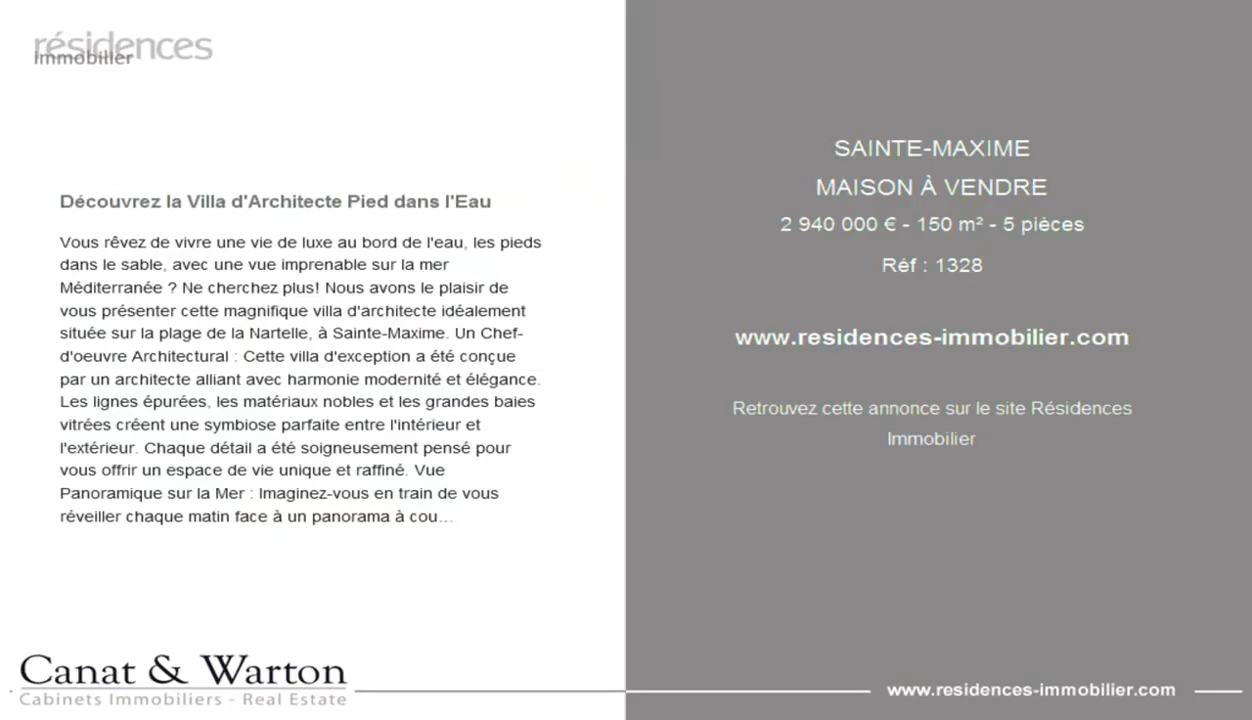 résidences
immobilier
Découvrez la Villa d'Architecte Pied dans l'Eau
Vous rêvez de vivre une vie de luxe au bord de l'eau, les pieds
dans le sable, avec une vue imprenable sur la mer
Méditerranée ? Ne cherchez plus! Nous avons le plaisir de
vous présenter cette magnifique villa d'architecte idéalement
située sur la plage de la Nartelle, à Sainte-Maxime. Un Chef-
d'oeuvre Architectural : Cette villa d'exception a été conçue
par un architecte alliant avec harmonie modernité et élégance.
Les lignes épurées, les matériaux nobles et les grandes baies
vitrées créent une symbiose parfaite entre l'intérieur et
l'extérieur. Chaque détail a été soigneusement pensé pour
vous offrir un espace de vie unique et raffiné. Vue
Panoramique sur la Mer : Imaginez-vous en train de vous
réveiller chaque matin face à un panorama à cou...
Canat & Warton
Cabinets Immobiliers - Real Estate
SAINTE-MAXIME
MAISON À VENDRE
2 940 000 € - 150 m² - 5 pièces
Réf : 1328
www.residences-immobilier.com
Retrouvez cette annonce sur le site Résidences
Immobilier
www.residences-immobilier.com